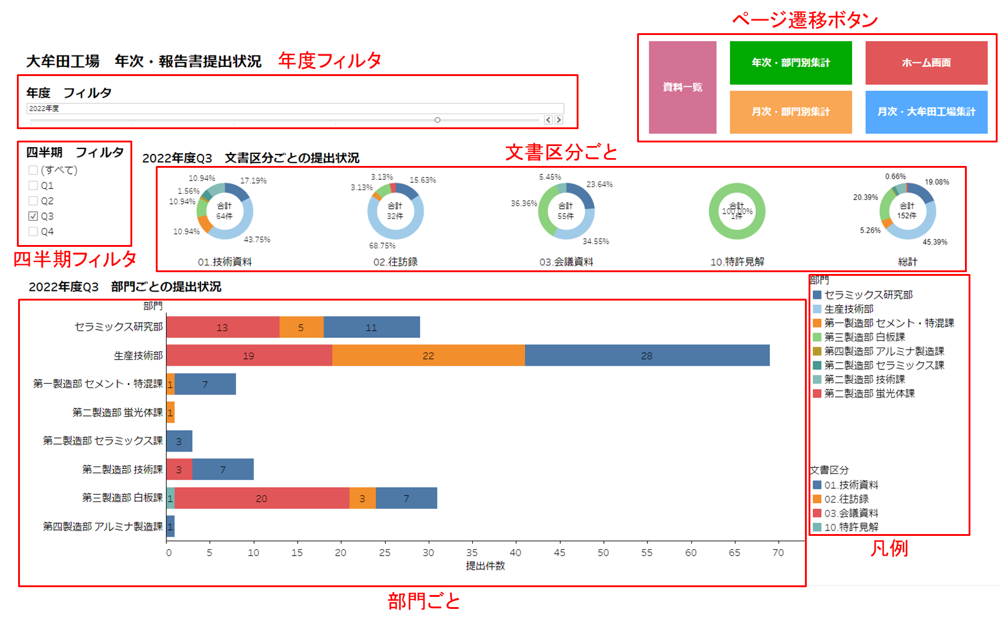 ページ遷移ボタン
大牟田工場　年次・報告書提出状況
年度フィルタ
資料一覧
年次・部門別集計
ホーム画面
月次・部門別集計
月次・大牟田工場集計
年度　フィルタ
2022年度
四半期　フィルタ
(すべて)
Q1
Q2
Q3
Q4
四半期フィルタ
文書区分ごと
2022年度Q3　文書区分ごとの提出状況
10.94%
17.19%
1.56%
10.94%
10.94%
43.75%
合計
64件
01.技術資料
3.13%
15.63%
3.13%
68.75%
合計
32件
02.往訪録
5.45%
23.64%
36.36%
34.55%
合計
55件
03.会議資料
合計
100.00%
1件
10.特許見解
0.66%
19.08%
20.39%
5.26%
45.39%
合計
152件
総計
2022年度Q3　部門ごとの提出状況
部門
セラミックス研究部
13
5
11
生産技術部
19
22
28
第一製造部 セメント・特混課
1
7
第二製造部 蛍光体課
1
第二製造部 セラミックス課
3
第二製造部 技術課
3
7
第三製造部 白板課
1
20
3
7
第四製造部 アルミナ製造課
1
0
5
10
15
20
25
30
35
40
45
50
55
60
65
70
提出件数
部門ごと
部門
セラミックス研究部
生産技術部
第一製造部 セメント・特混課
第三製造部 白板課
第四製造部 アルミナ製造課
第二製造部 セラミックス課
第二製造部 技術課
第二製造部 蛍光体課
文書区分
01.技術資料
02.往訪録
03.会議資料
10.特許見解
凡例